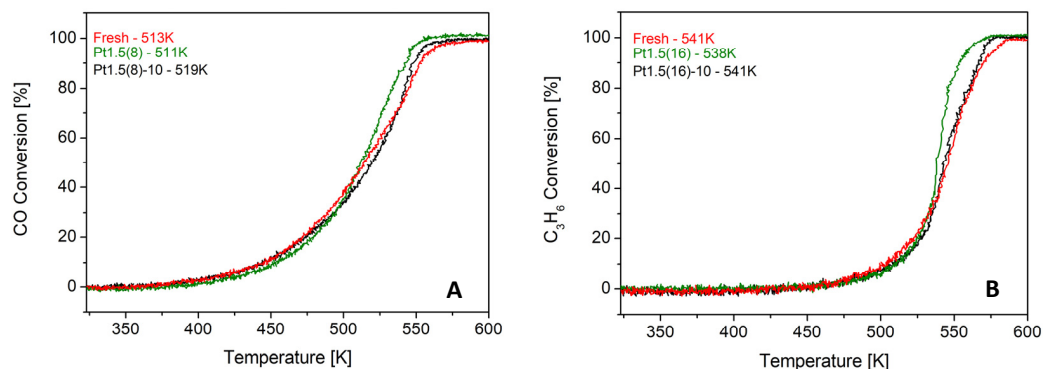 Fresh - 513K
Pt1.5(8) - 511K
Pt1.5(8)-10 - 519K
CO Conversion [%]
100
80
60
40
20
0
350
400
450
500
550
600
Temperature [K]
A
Fresh - 541K
Pt1.5(16) - 538K
Pt1.5(16)-10 - 541K
C₃H₆ Conversion [%]
100
80
60
40
20
0
350
400
450
500
550
600
Temperature [K]
B